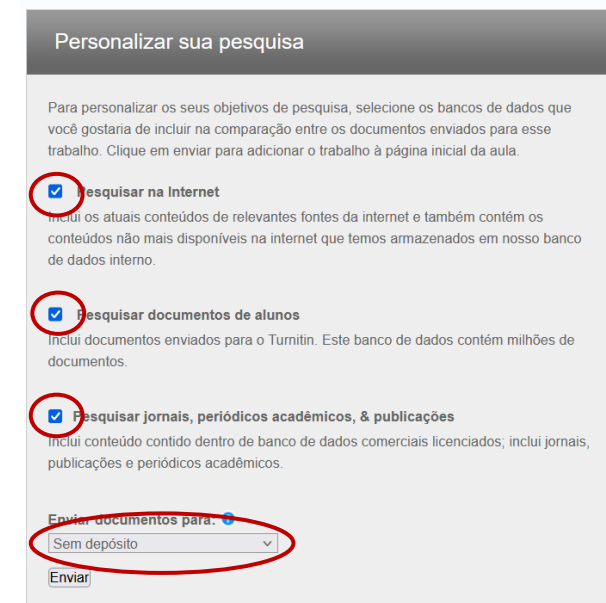 Personalizar sua pesquisa
Para personalizar os seus objetivos de pesquisa, selecione os bancos de dados que
você gostaria de incluir na comparação entre os documentos enviados para esse
trabalho. Clique em enviar para adicionar o trabalho à página inicial da aula.
Pesquisar na Internet
Inclui os atuais conteúdos de relevantes fontes da internet e também contém os
conteúdos não mais disponíveis na internet que temos armazenados em nosso banco
de dados interno.
Pesquisar documentos de alunos
Inclui documentos enviados para o Turnitin. Este banco de dados contém milhões de
documentos.
Pesquisar jornais, periódicos acadêmicos, & publicações
Inclui conteúdo contido dentro de banco de dados comerciais licenciados; inclui jornais,
publicações e periódicos acadêmicos.
Enviar documentos para:
Sem depósito
Enviar